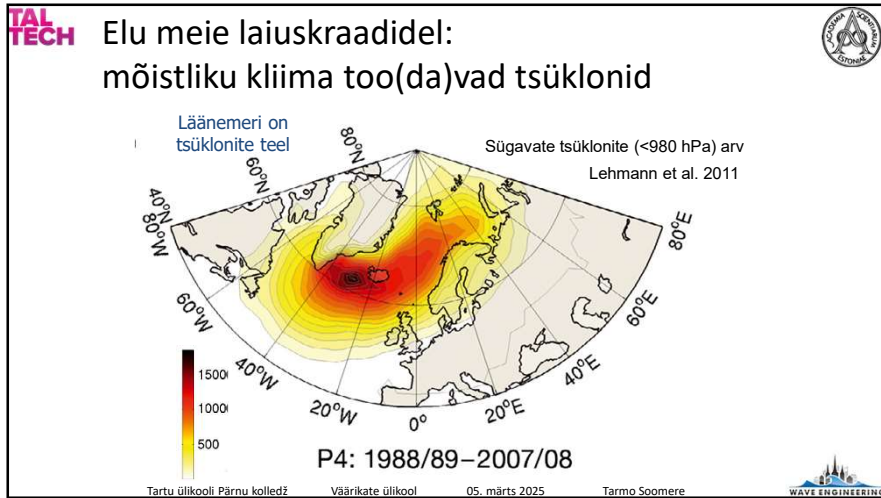 TAL
TECH
Elu meie laiuskraadidel:
mõistliku kliima too(da)vad tsüklonid
ACADEMIA SCIENTIARUM ESTONIAE
Läänemeri on
tsüklonite teel
Sügavate tsüklonite (<980 hPa) arv
Lehmann et al. 2011
80°N
60°N
40°N
80°W
60°W
40°W
20°W
0°
20°E
40°E
60°E
80°E
1500
1000
500
P4: 1988/89–2007/08
Tartu ülikooli Pärnu kolledž Väärikate ülikool 05. märts 2025 Tarmo Soomere
WAVE ENGINEERING